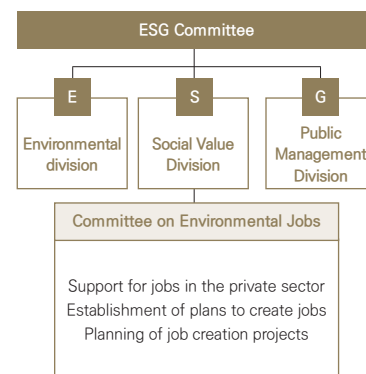 ESG Committee
E
Environmental
division
S
Social Value
Division
G
Public
Management
Division
Committee on Environmental Jobs
Support for jobs in the private sector
Establishment of plans to create jobs
Planning of job creation projects